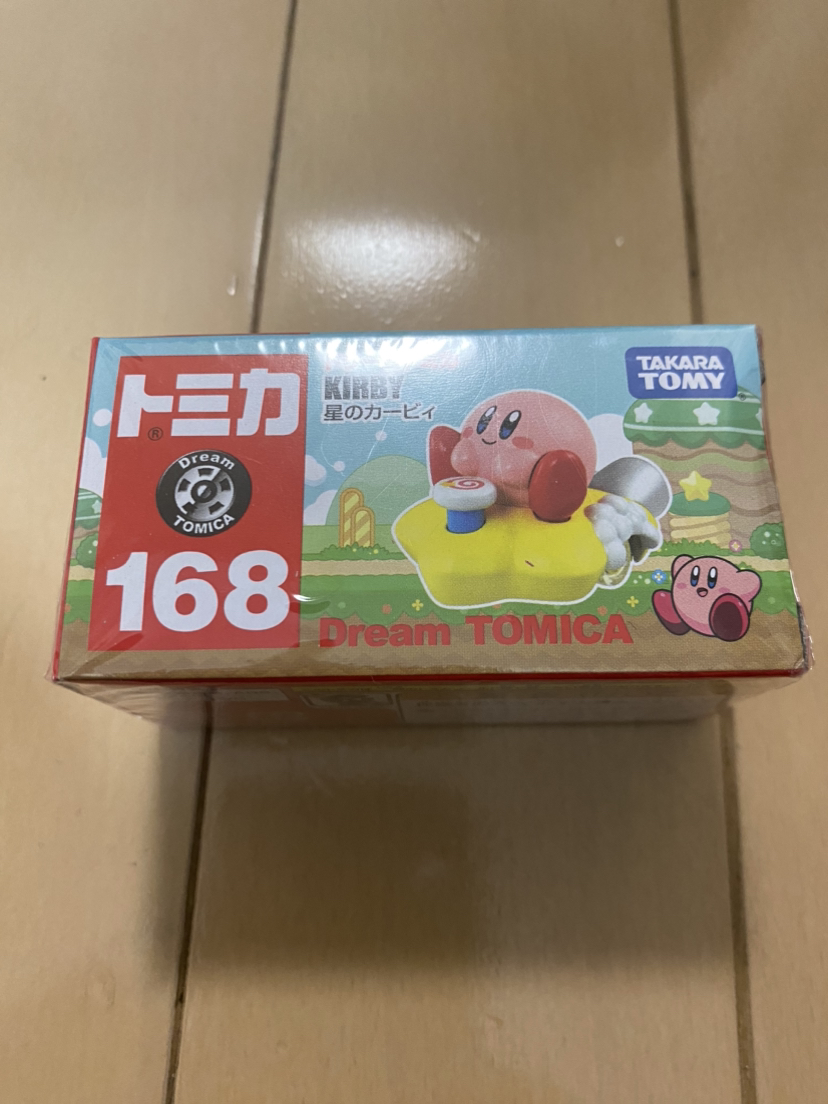 トミカ
®
Dream
TOMICA
168
KIRBY
星のカービィ
TAKARA
TOMY
Dream TOMICA